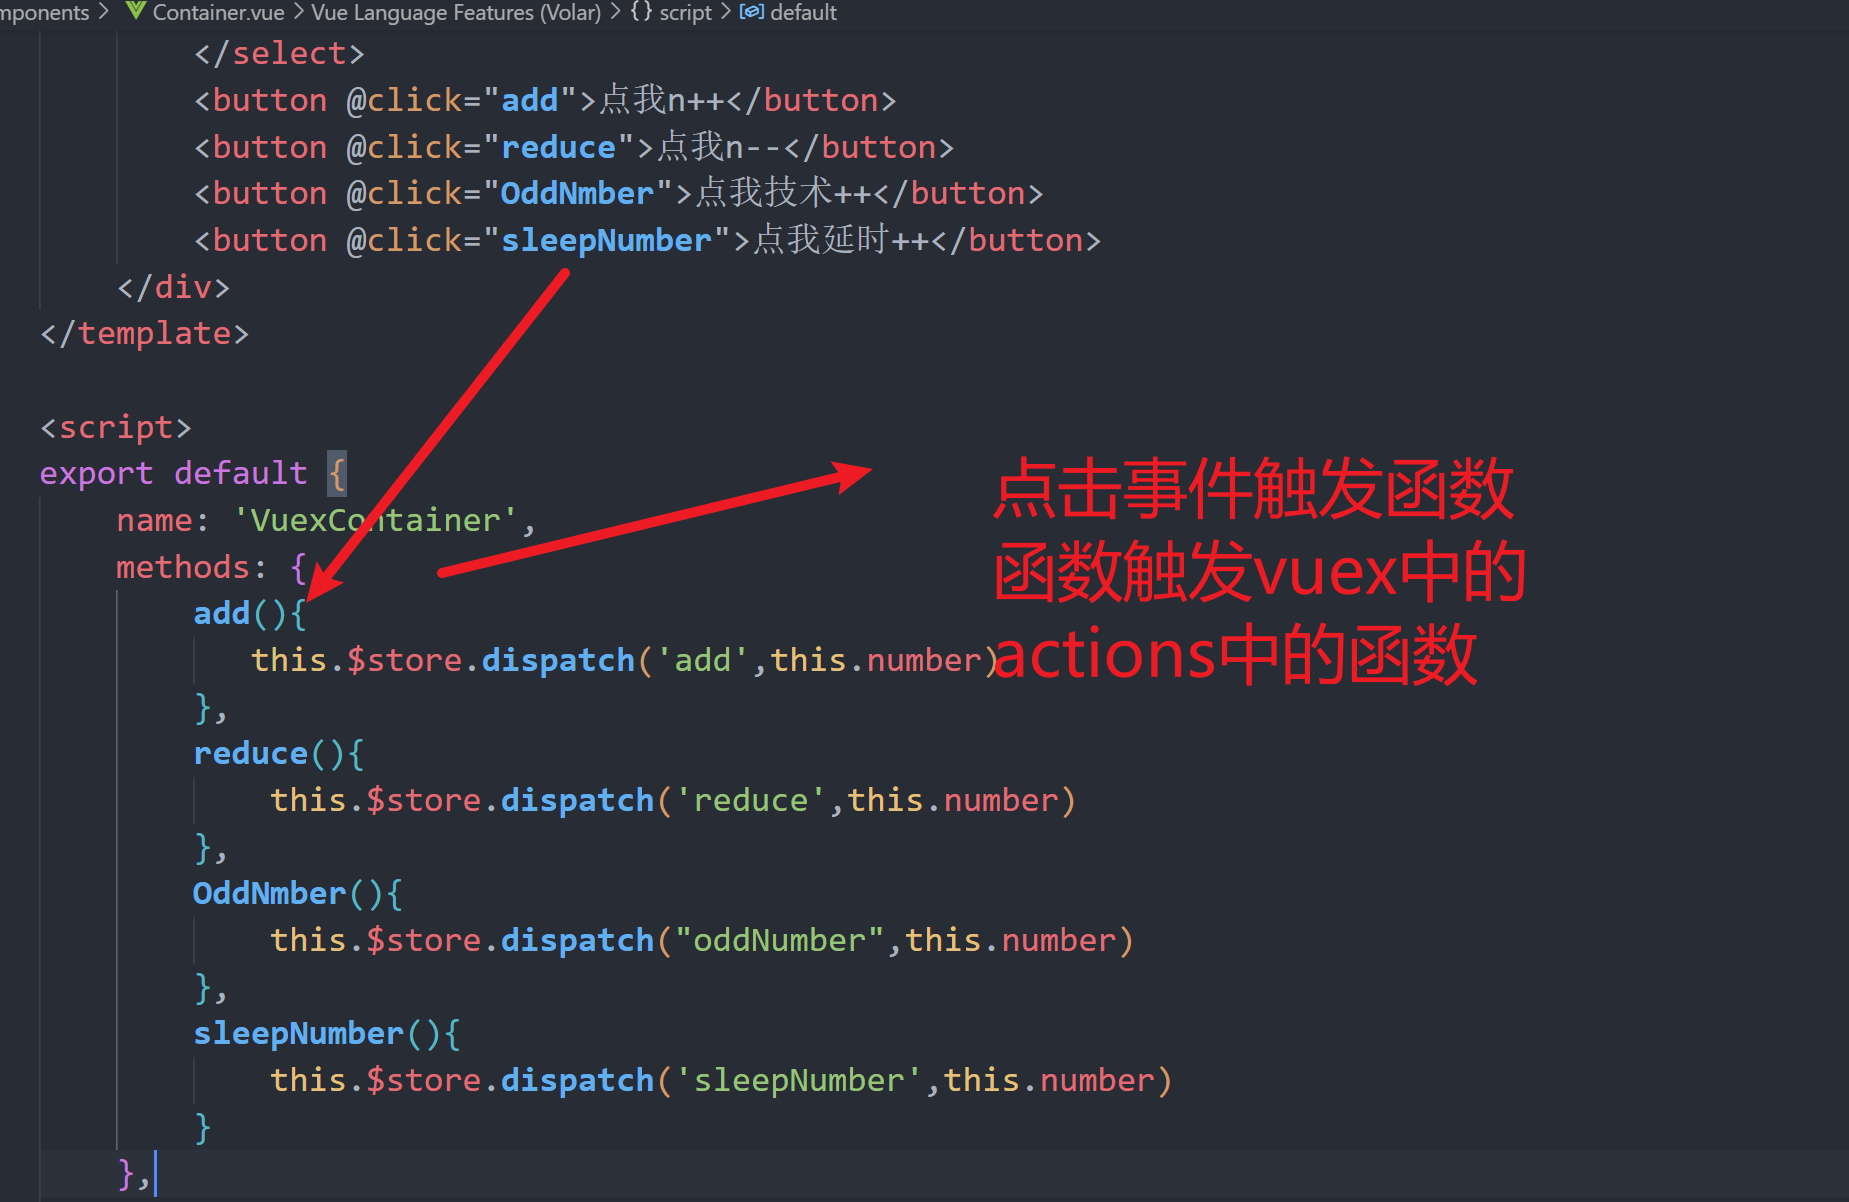 mponents > Container.vue > Vue Language Features (Volar) > {} script > default
</select>
<button @click="add">点我n++</button>
<button @click="reduce">点我n--</button>
<button @click="OddNmber">点我技术++</button>
<button @click="sleepNumber">点我延时++</button>
</div>
</template>
<script>
export default {
name: 'VuexContainer',
methods: {
add(){
this.$store.dispatch('add',this.number)
},
reduce(){
this.$store.dispatch('reduce',this.number)
},
OddNmber(){
this.$store.dispatch("oddNumber",this.number)
},
sleepNumber(){
this.$store.dispatch('sleepNumber',this.number)
}
},
点击事件触发函数
函数触发vuex中的
actions中的函数